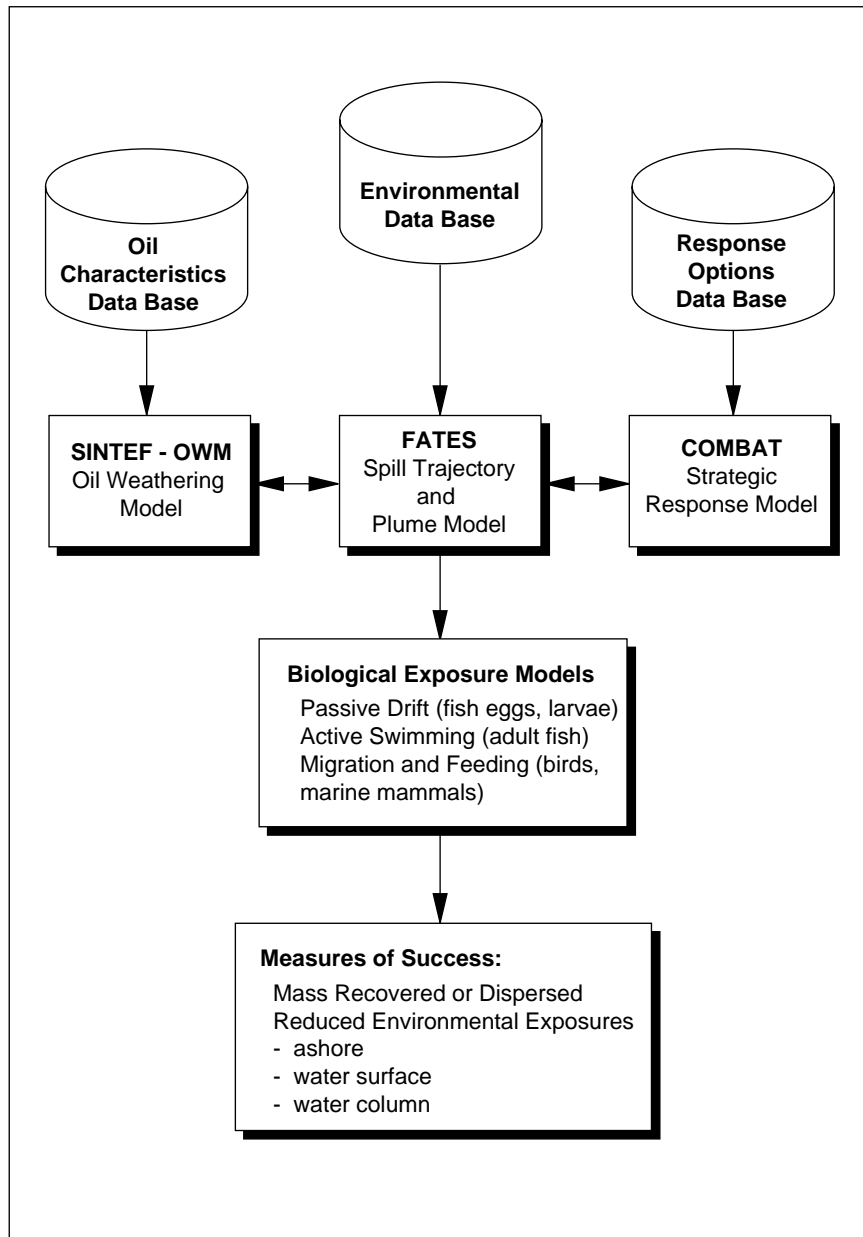 Environmental
Data Base
Oil
Characteristics
Data Base
Response
Options
Data Base
SINTEF - OWM
Oil Weathering
Model
FATES
Spill Trajectory
and
Plume Model
COMBAT
Strategic
Response Model
Biological Exposure Models
Passive Drift (fish eggs, larvae)
Active Swimming (adult fish)
Migration and Feeding (birds,
marine mammals)
Measures of Success:
Mass Recovered or Dispersed
Reduced Environmental Exposures
- ashore
- water surface
- water column